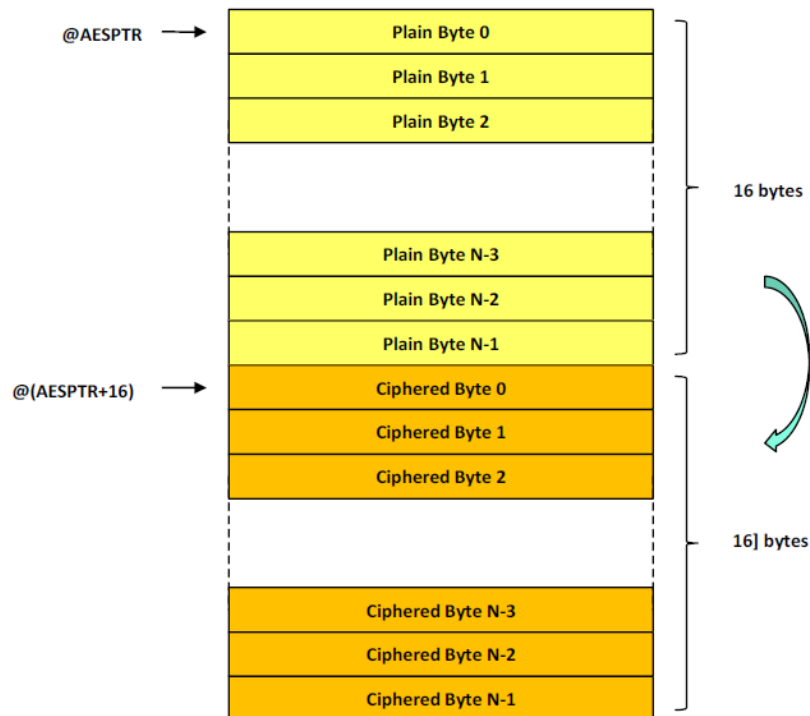 @AESPTR
Plain Byte 0
Plain Byte 1
Plain Byte 2
16 bytes
Plain Byte N-3
Plain Byte N-2
Plain Byte N-1
@(AESPTR+16)
Ciphered Byte 0
Ciphered Byte 1
Ciphered Byte 2
16] bytes
Ciphered Byte N-3
Ciphered Byte N-2
Ciphered Byte N-1